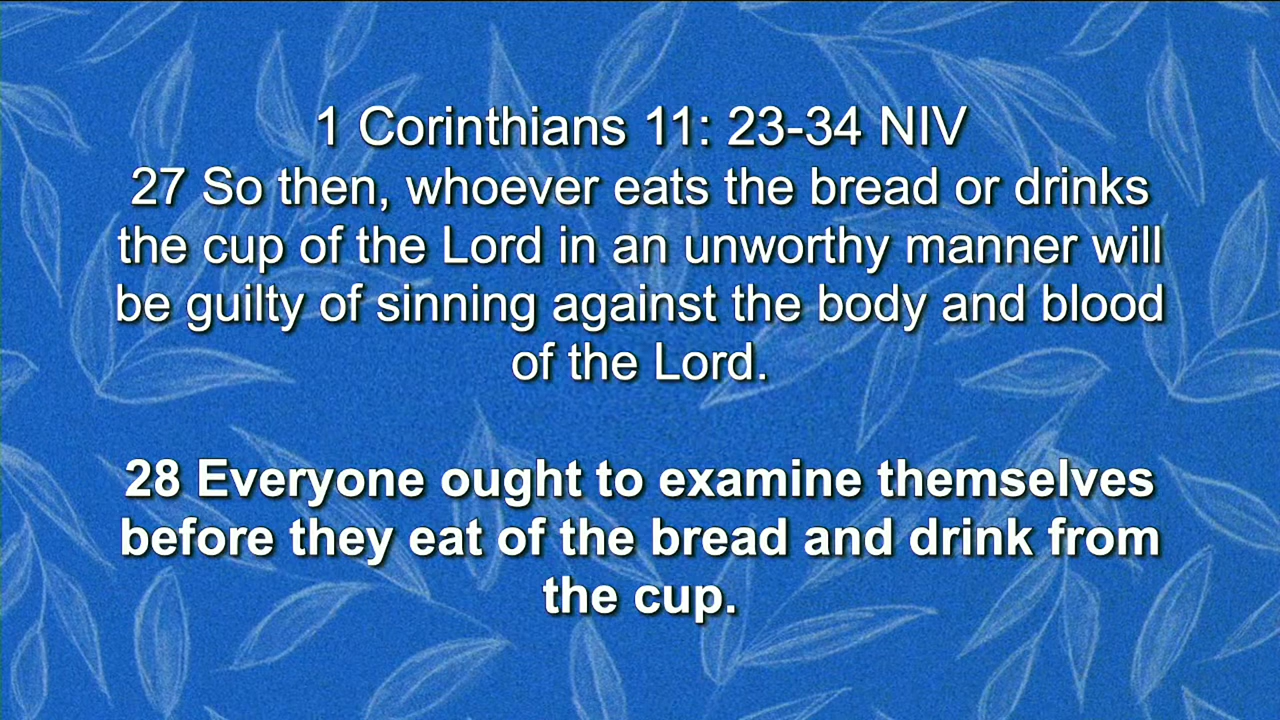 1 Corinthians 11: 23-34 NIV
27 So then, whoever eats the bread or drinks
the cup of the Lord in an unworthy manner will
be guilty of sinning against the body and blood
of the Lord.
28 Everyone ought to examine themselves
before they eat of the bread and drink from
the cup.